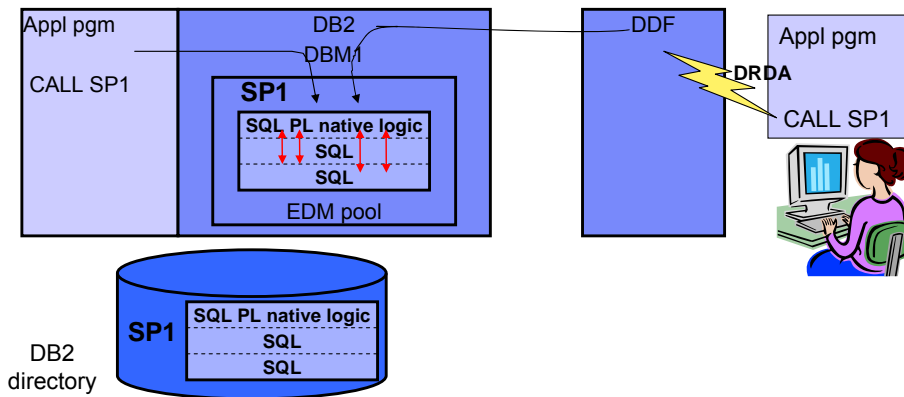 Appl pgm
CALL SP1
DB2
DBM1
SP1
SQL PL native logic
SQL
SQL
EDM pool
DDF
DRDA
Appl pgm
CALL SP1
SP1
SQL PL native logic
SQL
SQL
DB2
directory